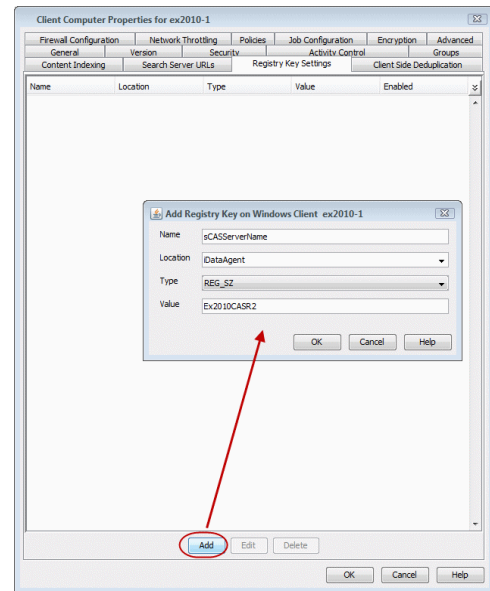 Client Computer Properties for ex2010-1
Firewall Configuration Network Throttling Policies Job Configuration Encryption Advanced
General Version Security Activity Control Groups
Content Indexing Search Server URLs Registry Key Settings Client Side Deduplication
Name Location Type Value Enabled
Add Registry Key on Windows Client ex2010-1
Name sCASServerName
Location iDataAgent
Type REG_SZ
Value Ex2010CASR2
OK Cancel Help
Add Edit Delete
OK Cancel Help